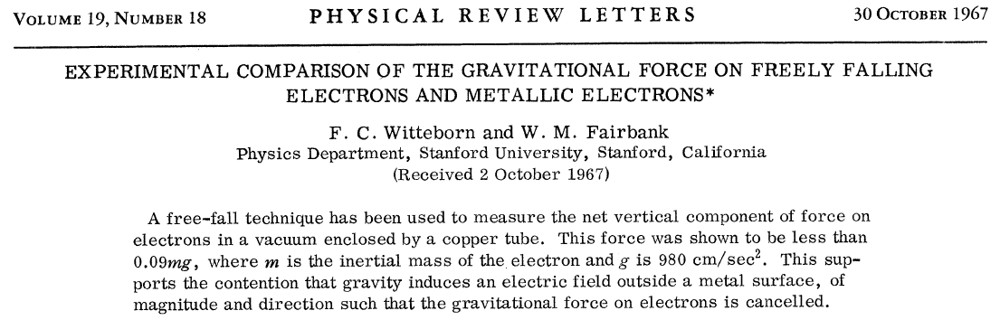 VOLUME 19, NUMBER 18 PHYSICAL REVIEW LETTERS 30 OCTOBER 1967
EXPERIMENTAL COMPARISON OF THE GRAVITATIONAL FORCE ON FREELY FALLING
ELECTRONS AND METALLIC ELECTRONS*
F. C. Witteborn and W. M. Fairbank
Physics Department, Stanford University, Stanford, California
(Received 2 October 1967)
A free-fall technique has been used to measure the net vertical component of force on
electrons in a vacuum enclosed by a copper tube. This force was shown to be less than
0.09mg, where m is the inertial mass of the electron and g is 980 cm/sec². This sup-
ports the contention that gravity induces an electric field outside a metal surface, of
magnitude and direction such that the gravitational force on electrons is cancelled.